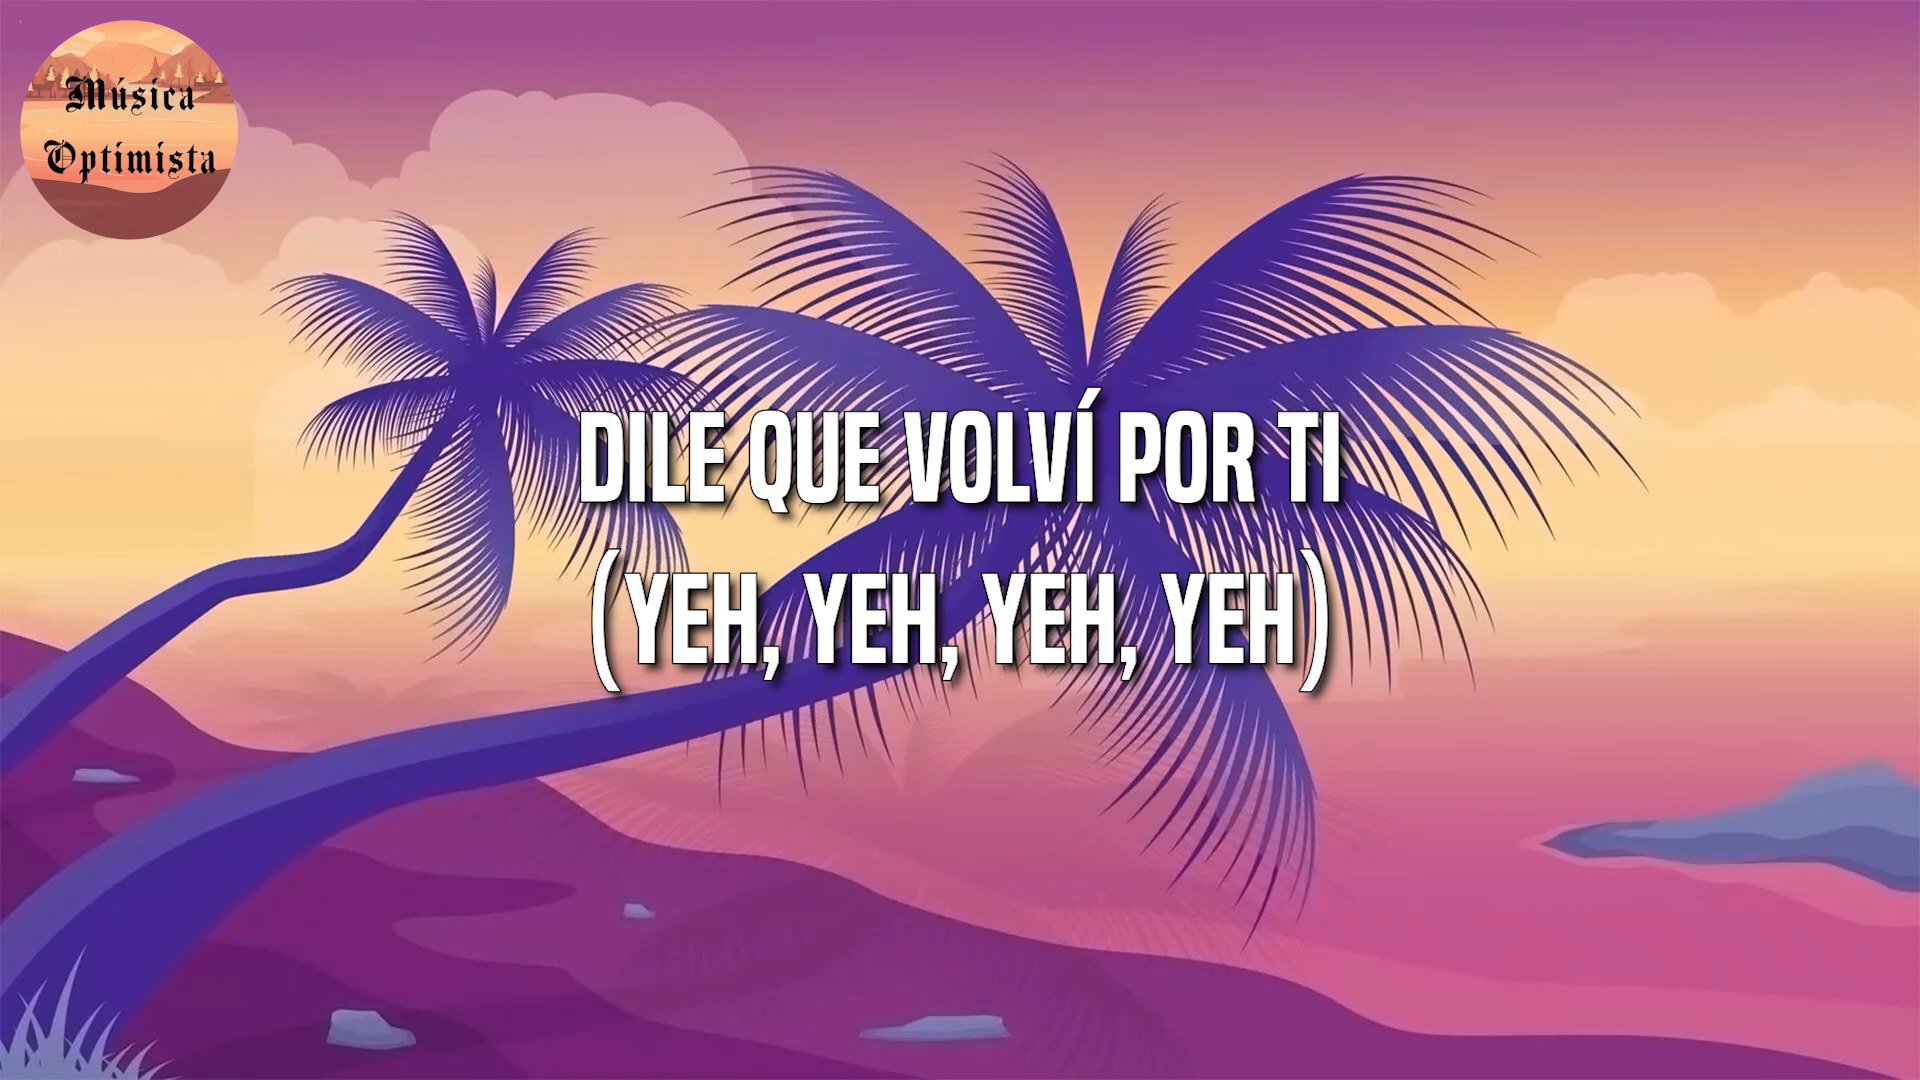 Música
Optimista
DILE QUE VOLVÍ POR TI
(YEH, YEH, YEH, YEH)